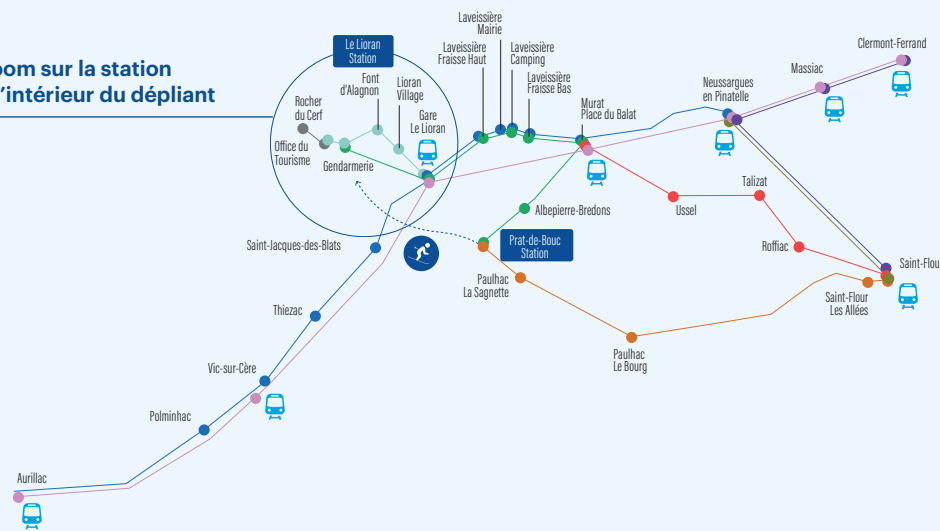 oom sur la station
l'intérieur du dépliant
Le Lioran
Station
Font
d'Alagnon
Lioran
Village
Rocher
du Cerf
Gare
Le Lioran
Office du
Tourisme
Gendarmerie
Laveissière
Mairie
Laveissière
Fraisse Haut
Laveissière
Camping
Laveissière
Fraisse Bas
Murat
Place du Balat
Neussargues
en Pinatelle
Massiac
Clermont-Ferrand
Talizat
Ussel
Roffiac
Saint-Flou
Saint-Flour
Les Allées
Albepierre-Bredons
Prat-de-Bouc
Station
Paulhac
La Sagnette
Paulhac
Le Bourg
Saint-Jacques-des-Blats
Thiezac
Vic-sur-Cère
Polminhac
Aurillac